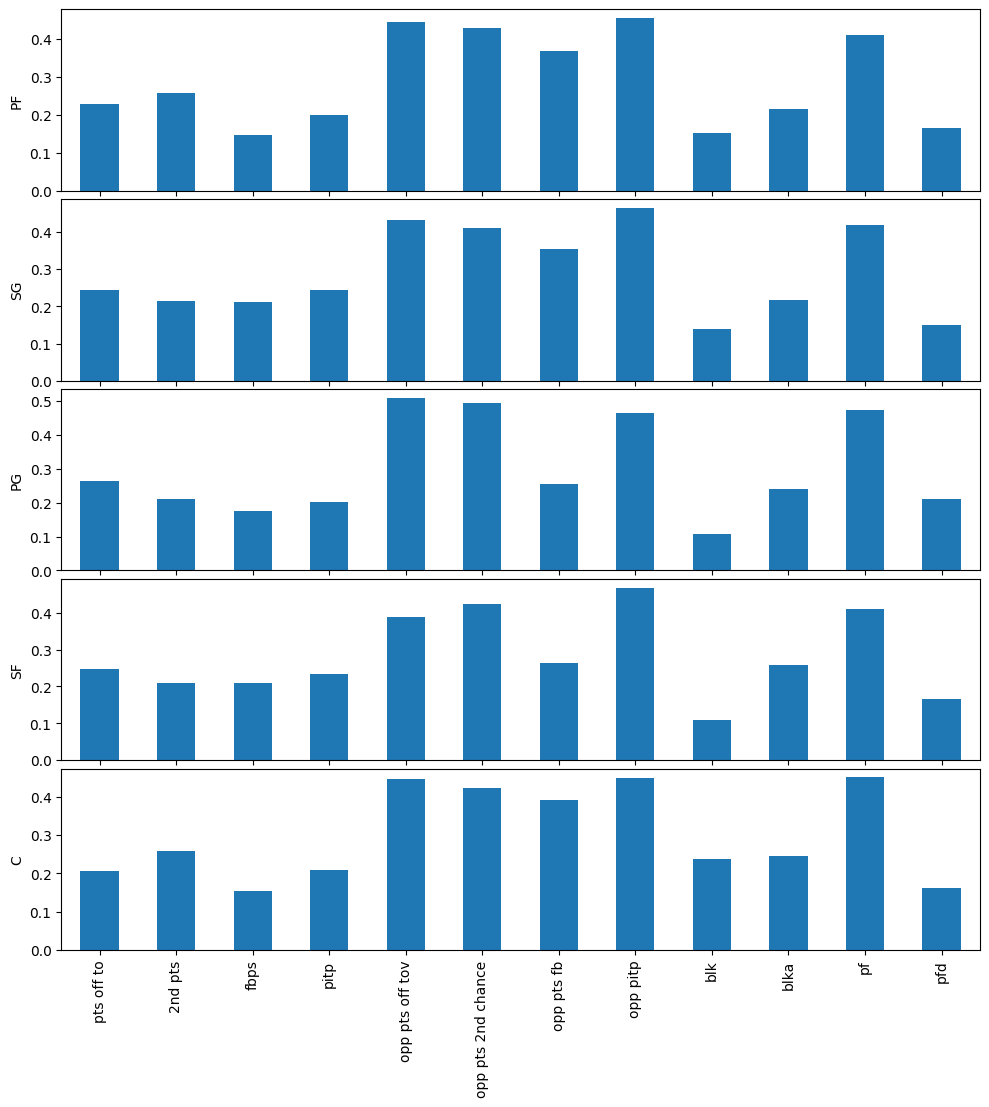 0.4
0.3
0.2
0.1
0.0
PF
0.4
0.3
0.2
0.1
0.0
SG
0.5
0.4
0.3
0.2
0.1
0.0
PG
0.4
0.3
0.2
0.1
0.0
SF
0.4
0.3
0.2
0.1
0.0
C
pts off to
2nd pts
fbps
pitp
opp pts off tov
opp pts 2nd chance
opp pts fb
opp pitp
blk
blka
pf
pfd